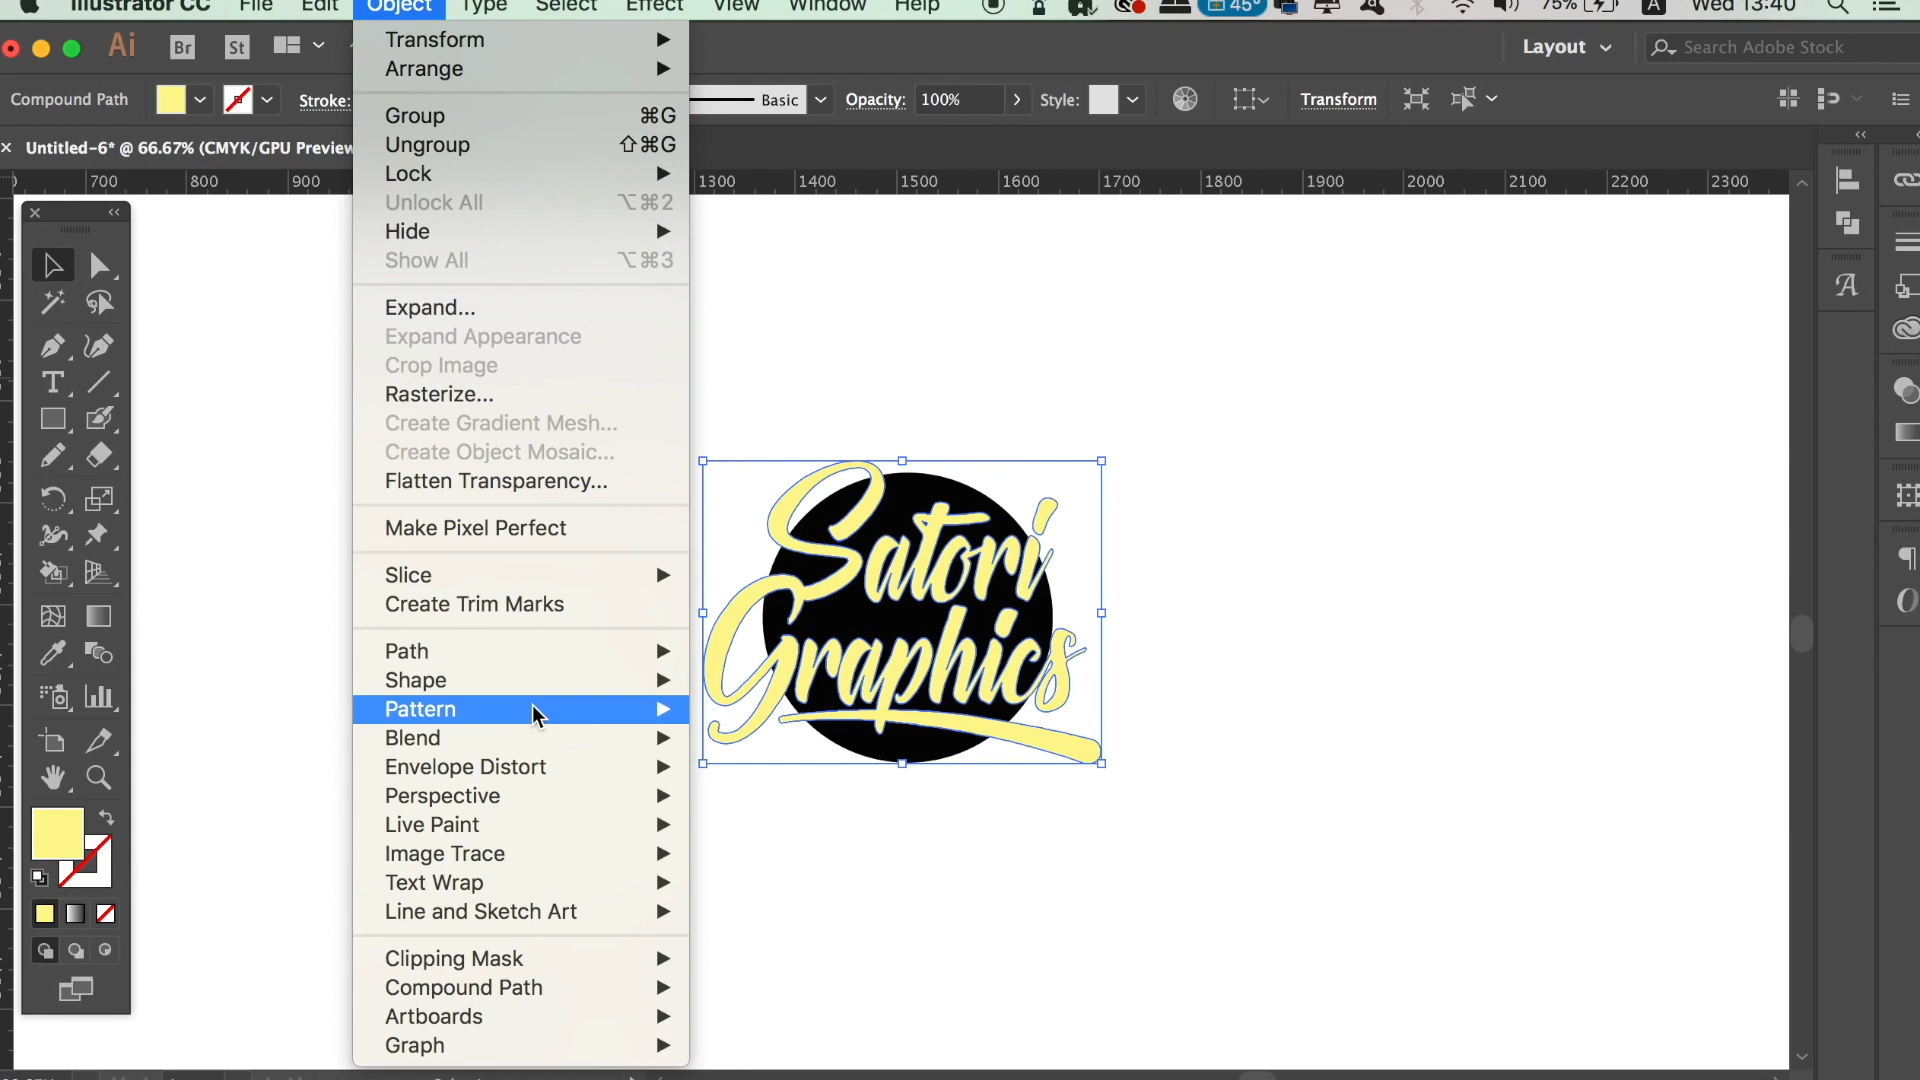 Illustrator CC File Edit Object Type Select Effect View Window Help 45° 75% A Wed 13:40
Ai Br St Layout Search Adobe Stock
Compound Path Stroke: Basic Opacity: 100% Style: Transform
Untitled-6* @ 66.67% (CMYK/GPU Preview
700 800 900 1300 1400 1500 1600 1700 1800 1900 2000 2100 2200 2300
Transform
Arrange
Group ⌘G
Ungroup ⇧⌘G
Lock
Unlock All ⌥⌘2
Hide
Show All ⌥⌘3
Expand...
Expand Appearance
Crop Image
Rasterize...
Create Gradient Mesh...
Create Object Mosaic...
Flatten Transparency...
Make Pixel Perfect
Slice
Create Trim Marks
Path
Shape
Pattern
Blend
Envelope Distort
Perspective
Live Paint
Image Trace
Text Wrap
Line and Sketch Art
Clipping Mask
Compound Path
Artboards
Graph
Satori
Graphics